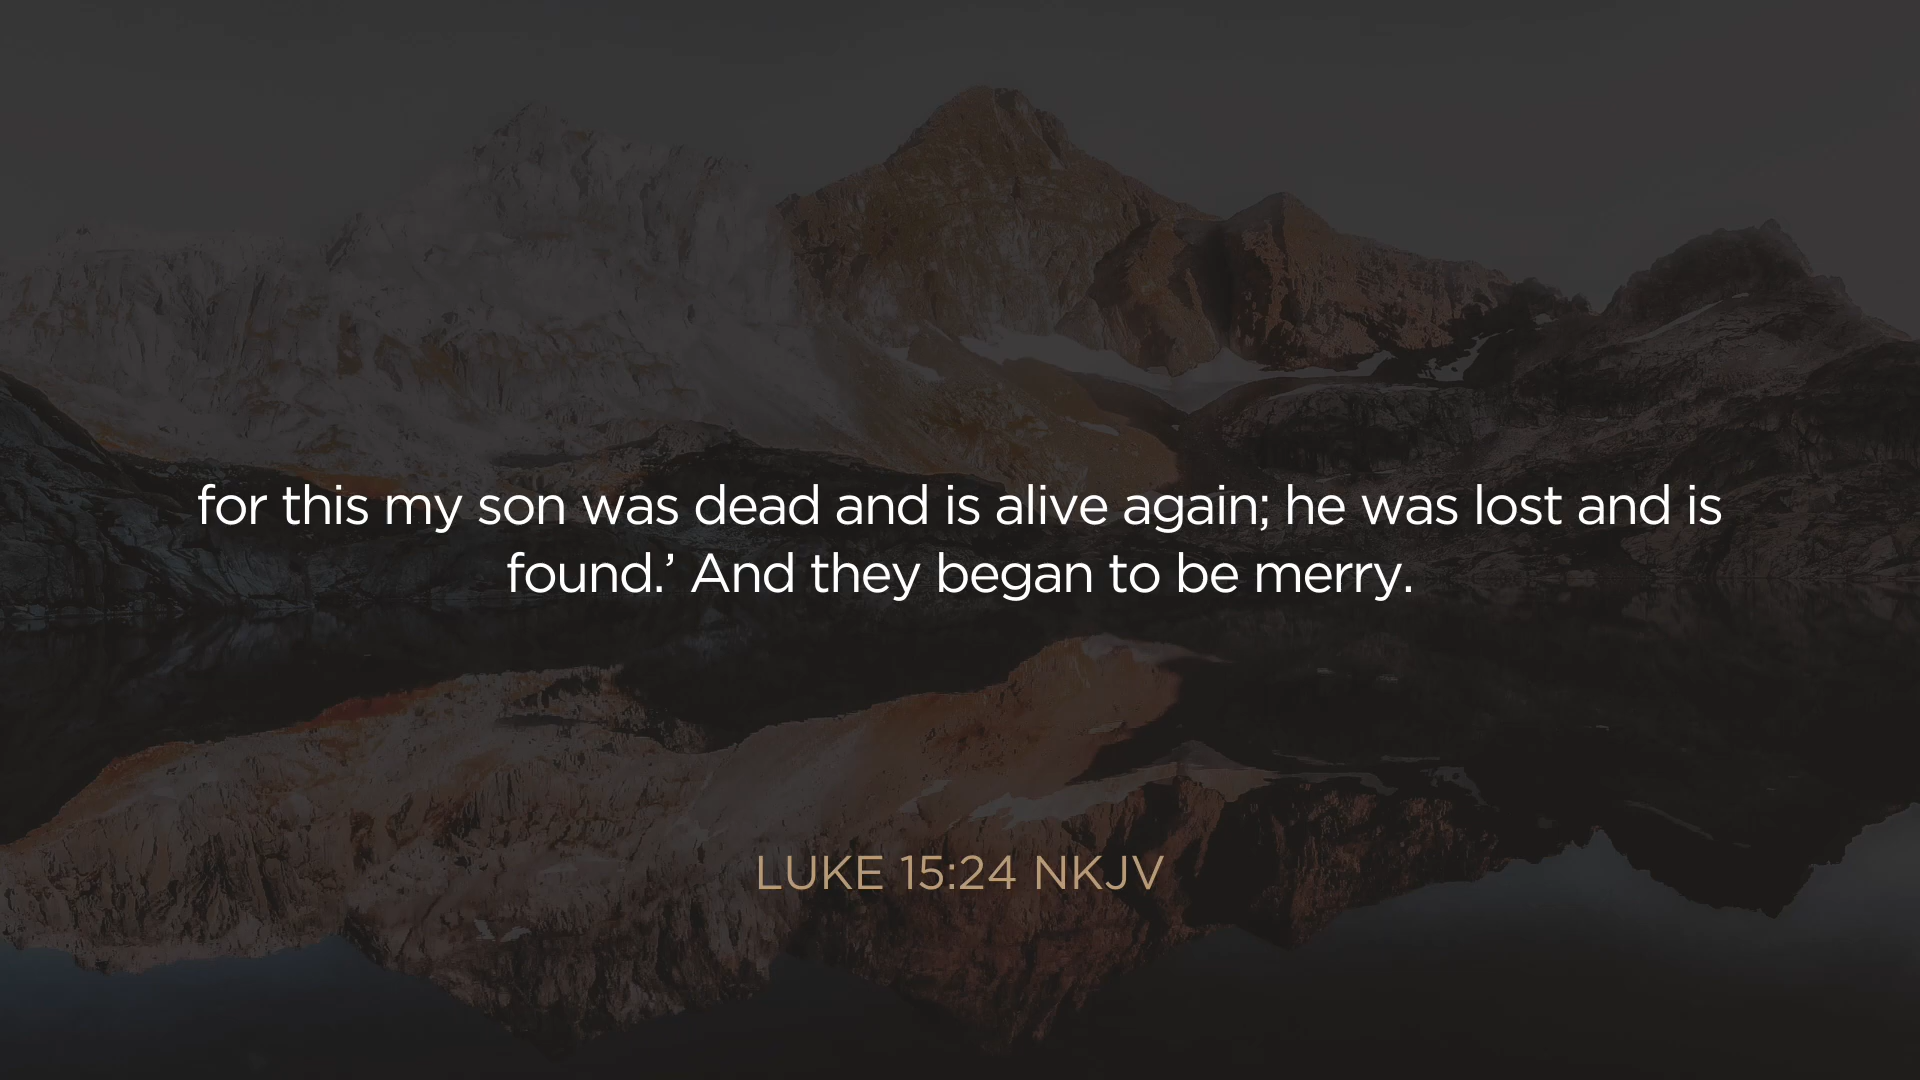 for this my son was dead and is alive again; he was lost and is
found.’ And they began to be merry.
LUKE 15:24 NKJV